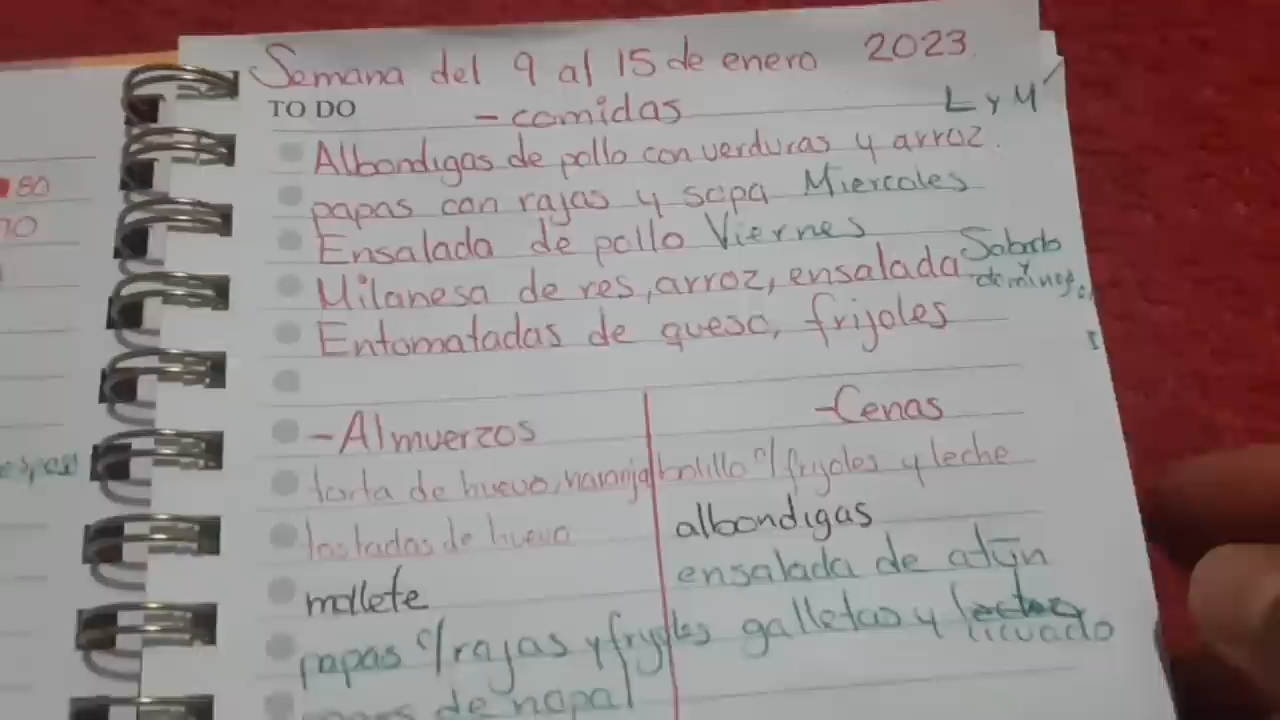 Semana del 9 al 15 de enero 2023.
TO DO - comidas L y M
Albondigas de pollo con verduras y arroz.
papas con rajas y sopa Miercoles
Ensalada de pollo Viernes
Milanesa de res, arroz, ensalada Sabado y domingo
Entomatadas de queso, frijoles
- Almuerzos
- Cenas
torta de huevo, naranja
bolillo c/ frijoles y leche
tostadas de huevo
albondigas
mollete
ensalada de atún
papas c/ rajas y frijoles
galletas y licuado
de nopal
80